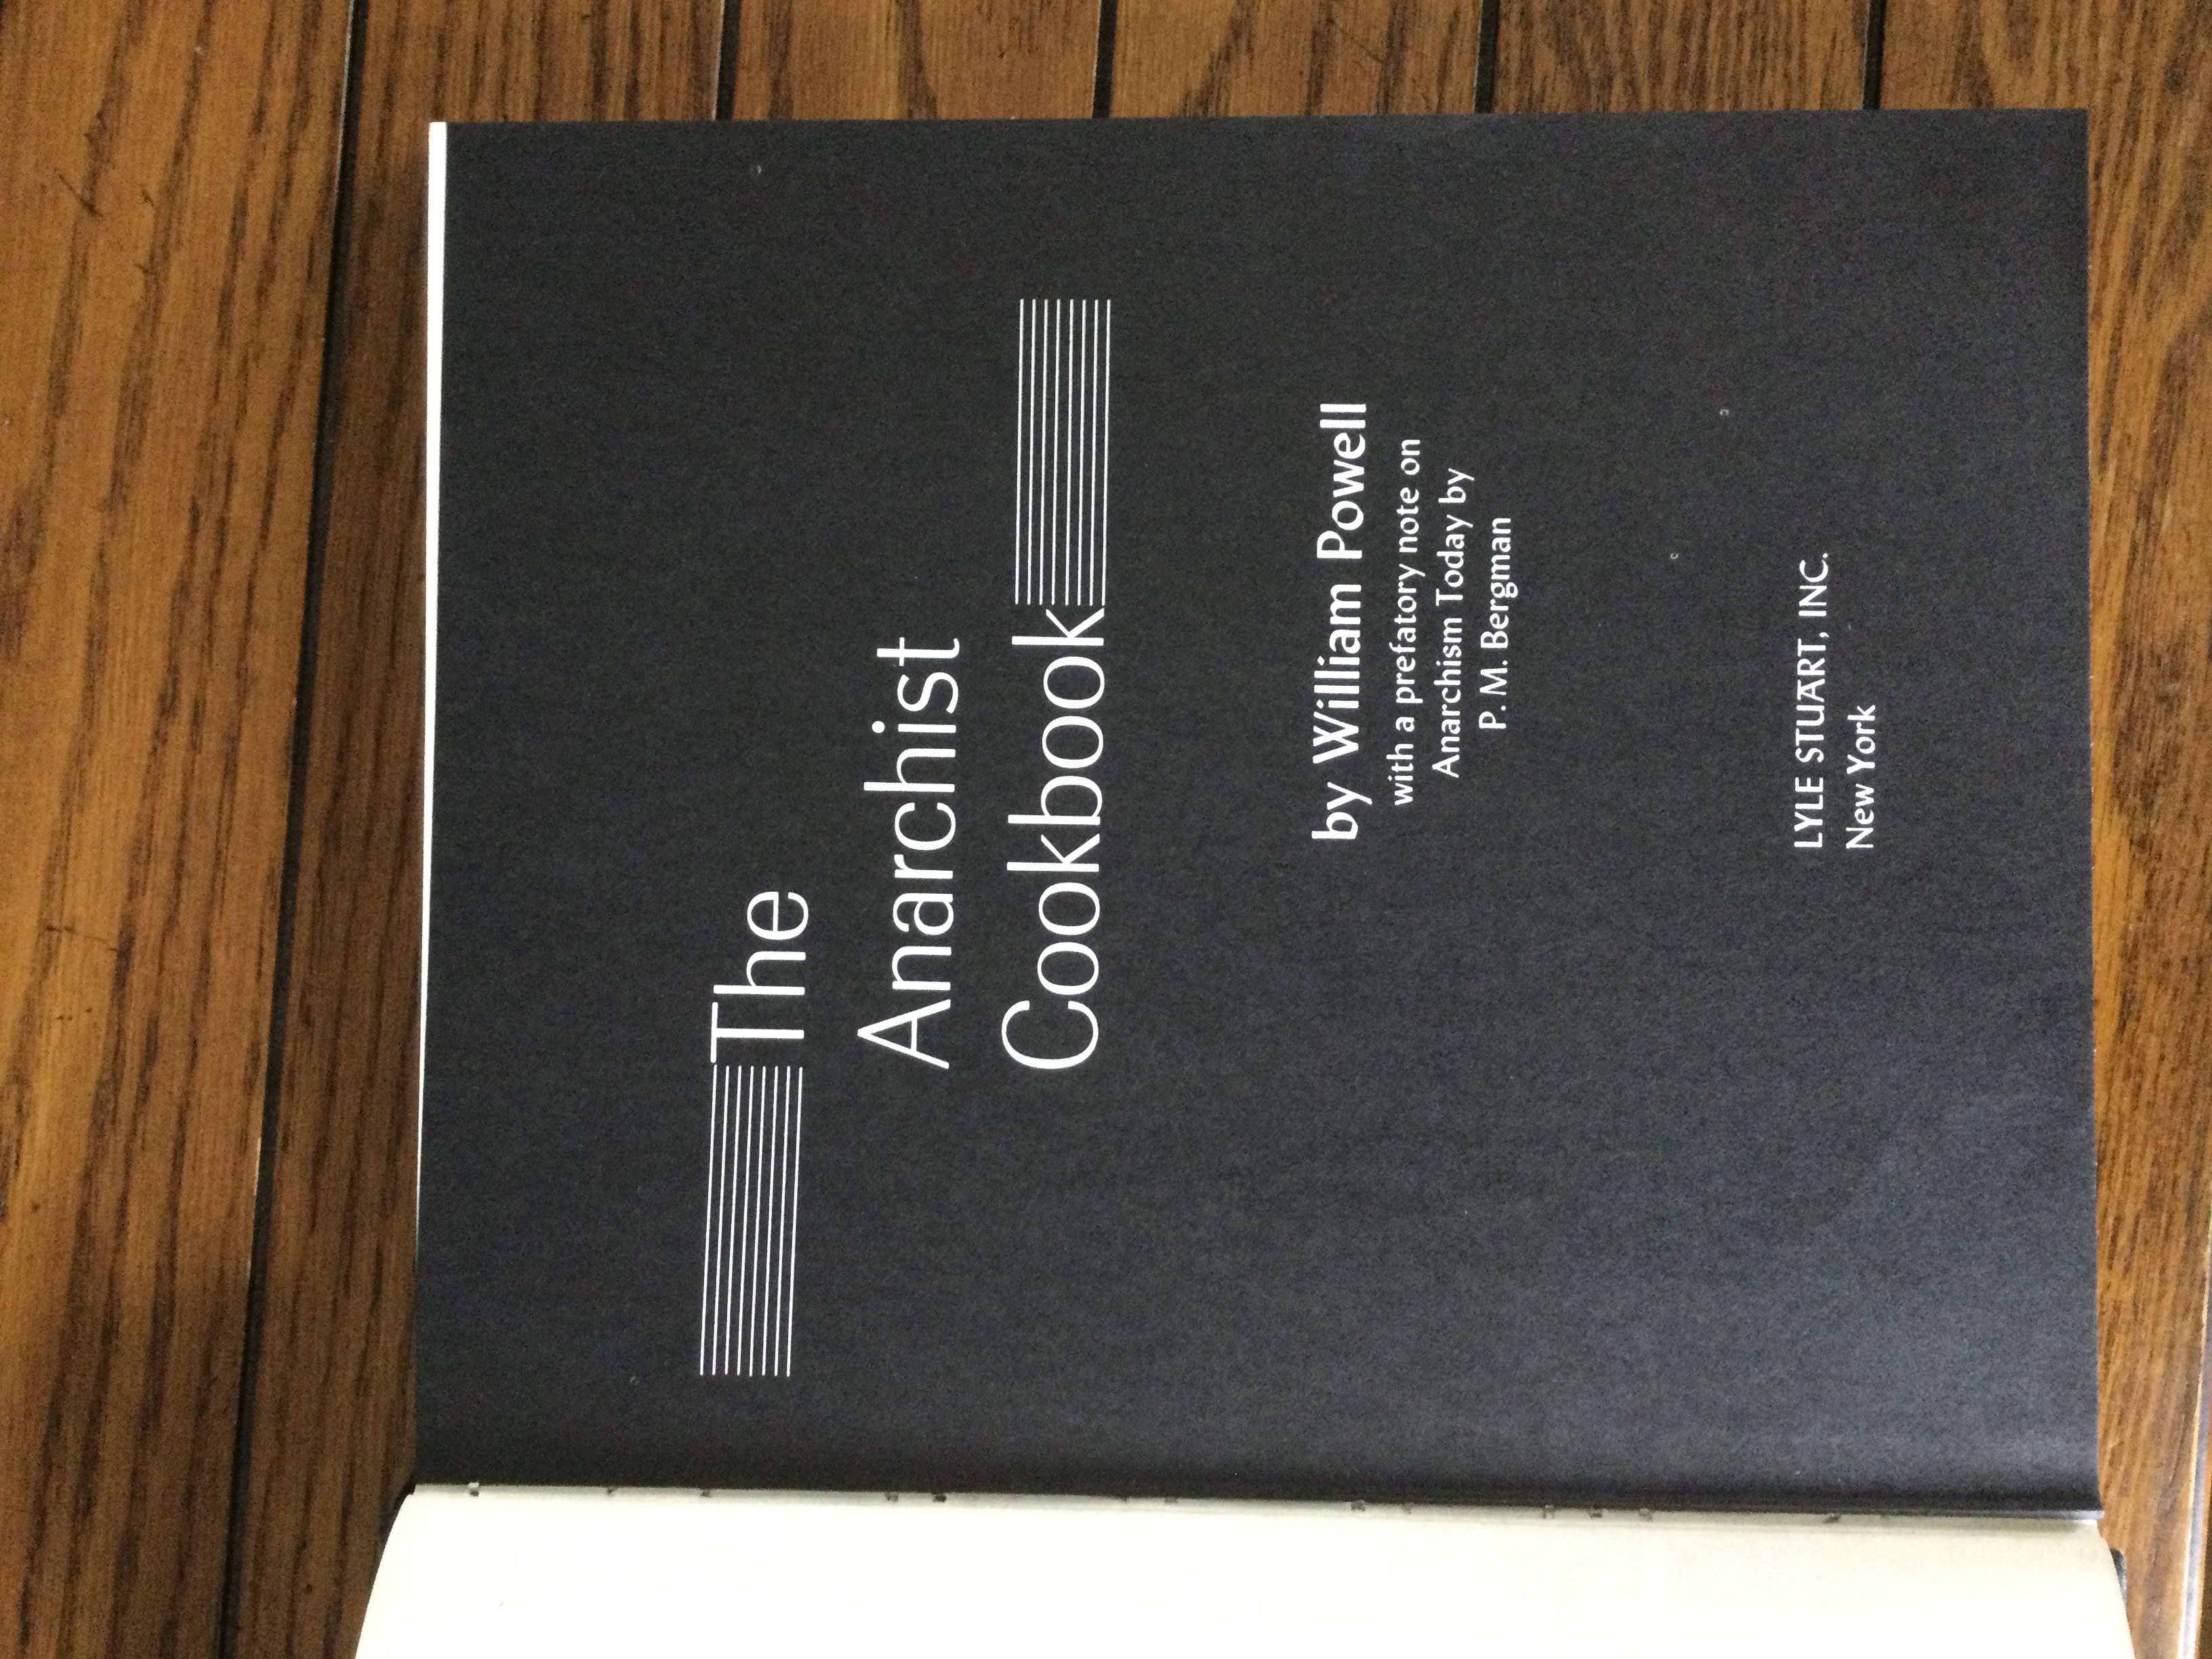 The
Anarchist
Cookbook
by William Powell
with a prefatory note on
Anarchism Today by
P. M. Bergman
LYLE STUART, INC.
New York